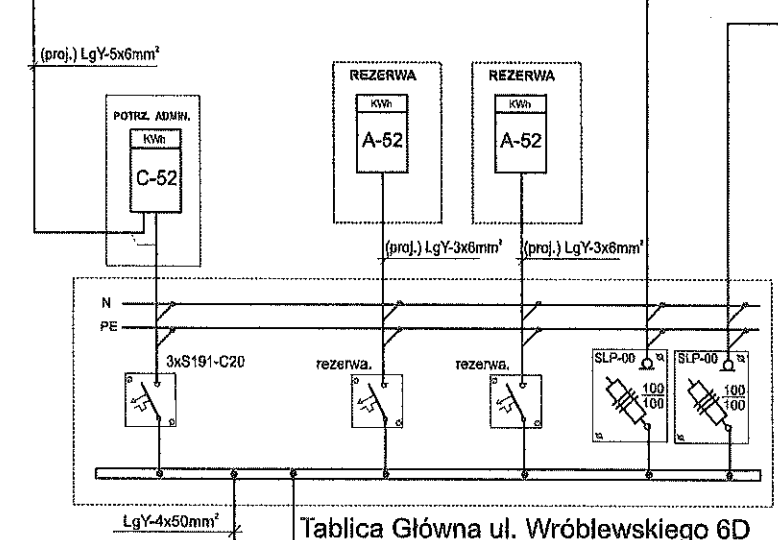 (proj.) LgY-5x6mm²
REZERWA
REZERWA
POTRZ. ADMIN.
KWh
C-52
KWh
A-52
KWh
A-52
(proj.) LgY-3x6mm²
(proj.) LgY-3x6mm²
N
PE
3xS191-C20
rezerwa.
rezerwa.
SLP-00
100
100
SLP-00
100
100
LgY-4x50mm²
Tablica Główna ul. Wróblewskiego 6D